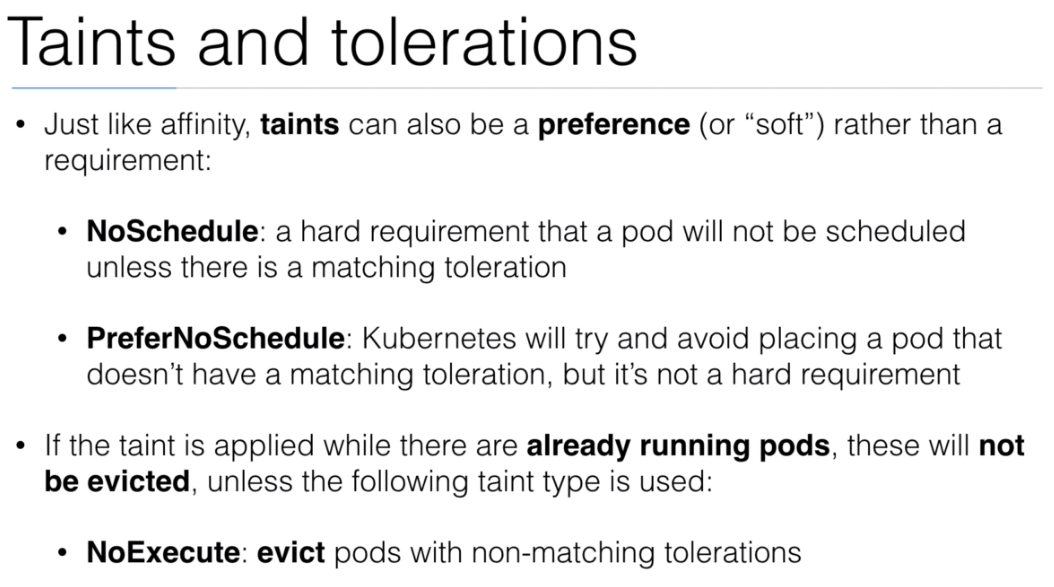 Taints and tolerations
• Just like affinity, taints can also be a preference (or “soft”) rather than a
requirement:
• NoSchedule: a hard requirement that a pod will not be scheduled
unless there is a matching toleration
• PreferNoSchedule: Kubernetes will try and avoid placing a pod that
doesn’t have a matching toleration, but it’s not a hard requirement
• If the taint is applied while there are already running pods, these will not
be evicted, unless the following taint type is used:
• NoExecute: evict pods with non-matching tolerations